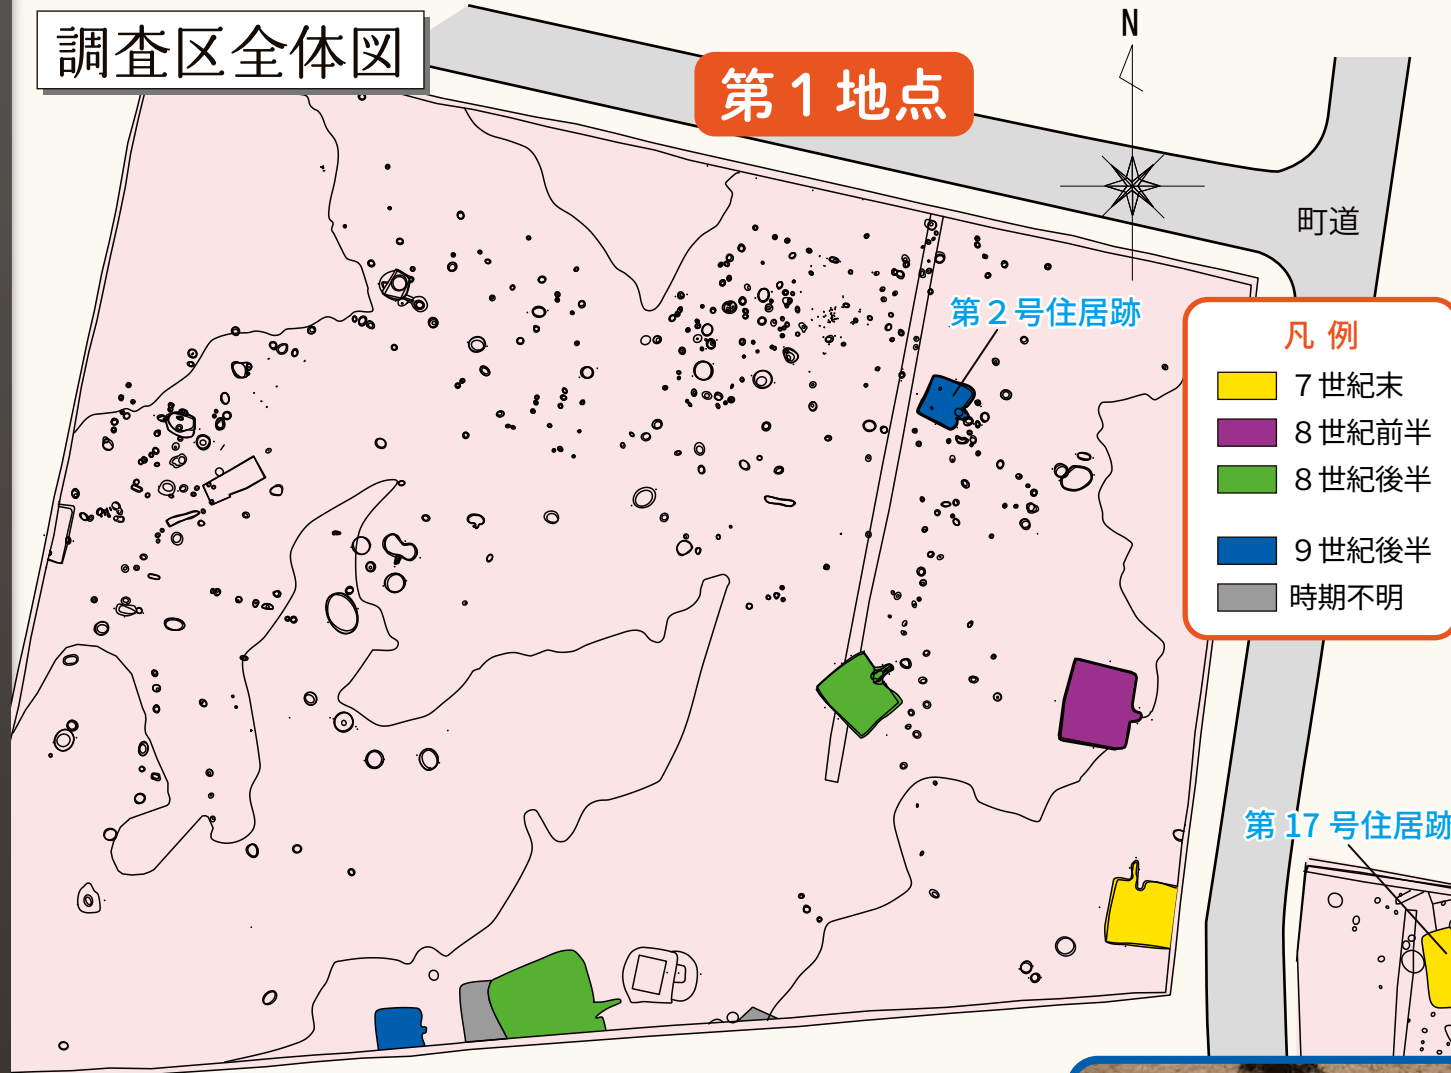 調査区全体図
第1地点
N
町道
第2号住居跡
凡例
7世紀末
8世紀前半
8世紀後半
9世紀後半
時期不明
第17号住居跡